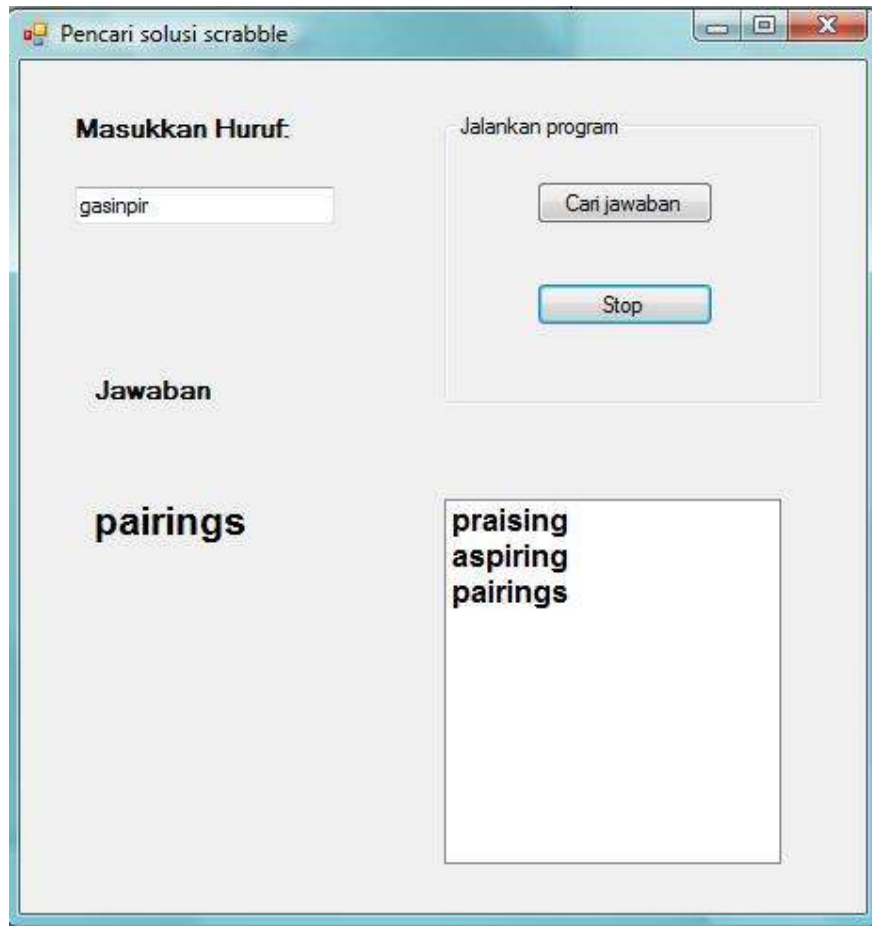 Pencari solusi scrabble
Masukkan Huruf:
Jalankan program
gasinpir
Cari jawaban
Stop
Jawaban
pairings
praising
aspiring
pairings